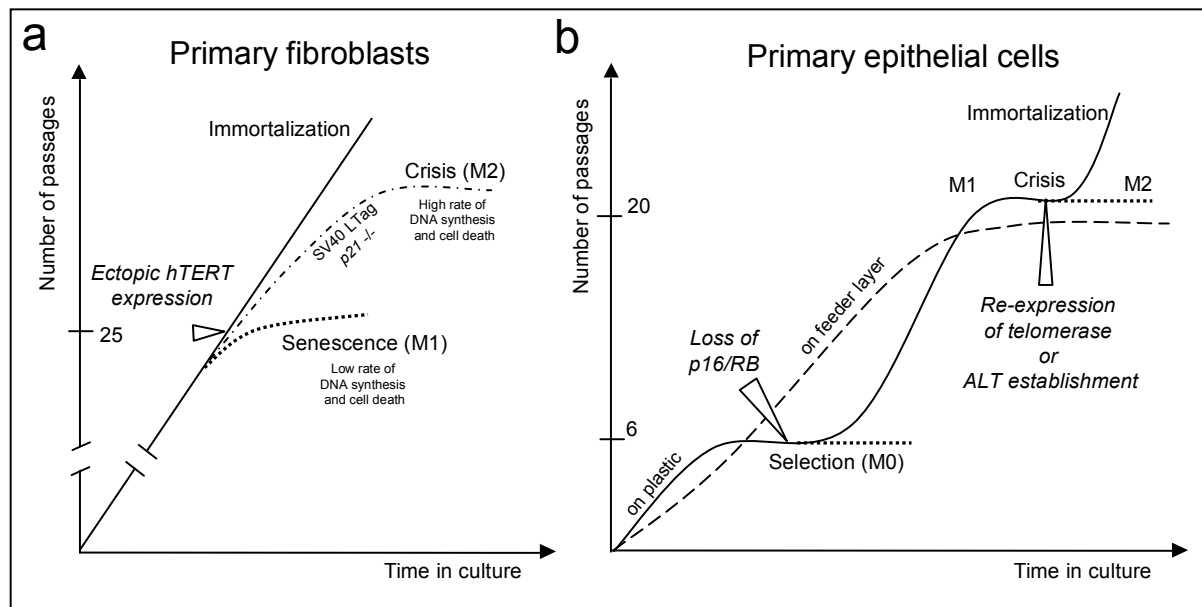 a
Primary fibroblasts
Number of passages
Immortalization
Crisis (M2)
High rate of
DNA synthesis
and cell death
SV40 LTag
p21 -/-
Ectopic hTERT
expression
25
Senescence (M1)
Low rate of
DNA synthesis
and cell death
Time in culture
b
Primary epithelial cells
Number of passages
Immortalization
M1
Crisis
M2
20
on feeder layer
Re-expression
of telomerase
or
ALT establishment
Loss of
p16/RB
6
Selection (M0)
on plastic
Time in culture